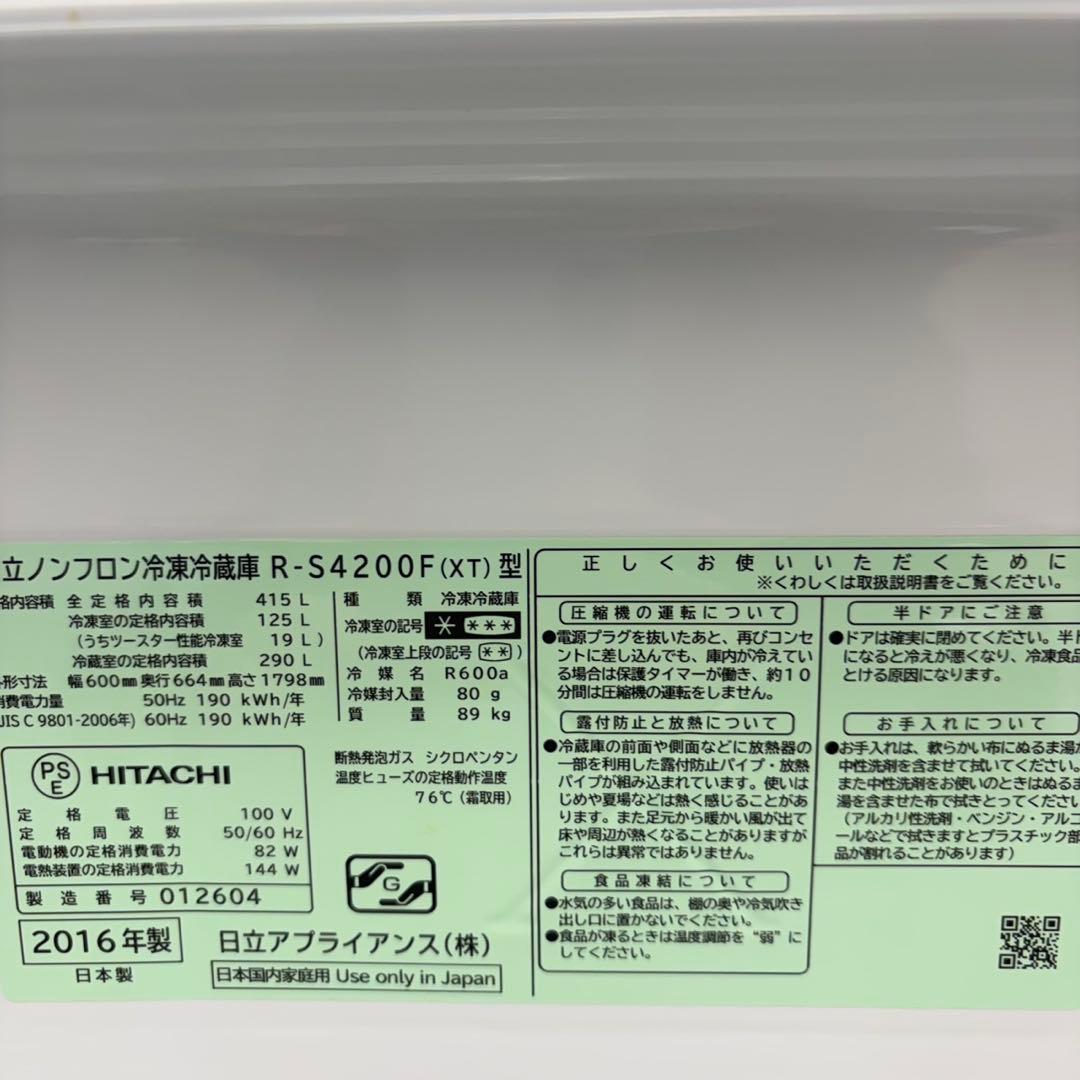 立ノンフロン冷凍冷蔵庫 R-S4200F(XT)型
格内容積 全定格内容積 415 L
冷凍室の定格内容積 125 L
(うちツースター性能冷凍室 19 L)
冷蔵室の定格内容積 290 L
外形寸法 幅600㎜奥行664㎜高さ1798㎜
消費電力量 50Hz 190 kWh/年
(JIS C 9801-2006年) 60Hz 190 kWh/年
種類 冷凍冷蔵庫
冷凍室の記号 * ***
(冷凍室上段の記号 **)
冷媒名 R600a
冷媒封入量 80 g
質量 89 kg
PS
E
HITACHI
定格電圧 100 V
定格周波数 50/60 Hz
電動機の定格消費電力 82 W
電熱装置の定格消費電力 144 W
製造番号 012604
断熱発泡ガス シクロペンタン
温度ヒューズの定格動作温度
76℃(霜取用)
G
2016年製
日本製
日立アプライアンス(株)
日本国内家庭用 Use only in Japan
正しくお使いいただくために
※くわしくは取扱説明書をご覧ください。
圧縮機の運転について
●電源プラグを抜いたあと、再びコンセ
ントに差し込んでも、庫内が冷えてい
る場合は保護タイマーが働き、約10
分間は圧縮機の運転をしません。
露付防止と放熱について
●冷蔵庫の前面や側面などに放熱器の
一部を利用した露付防止パイプ・放熱
パイプが組み込まれています。使いは
じめや夏場などは熱く感じることがあ
ります。また足元から暖かい風が出て
床や周辺が熱くなることがありますが
これらは異常ではありません。
食品凍結について
●水気の多い食品は、棚の奥や冷気吹き
出し口に置かないでください。
●食品が凍るときは温度調節を“弱”に
してください。
半ドアにご注意
●ドアは確実に閉めてください。半ド
になると冷えが悪くなり、冷凍食品
とける原因になります。
お手入れについて
●お手入れは、軟らかい布にぬるま湯か
中性洗剤を含ませて拭いてください。
また中性洗剤をお使いのときはぬるま
湯を含ませた布で拭きとってください
(アルカリ性洗剤・ベンジン・アルコ
ールなどで拭きますとプラスチック部
品が割れることがあります)